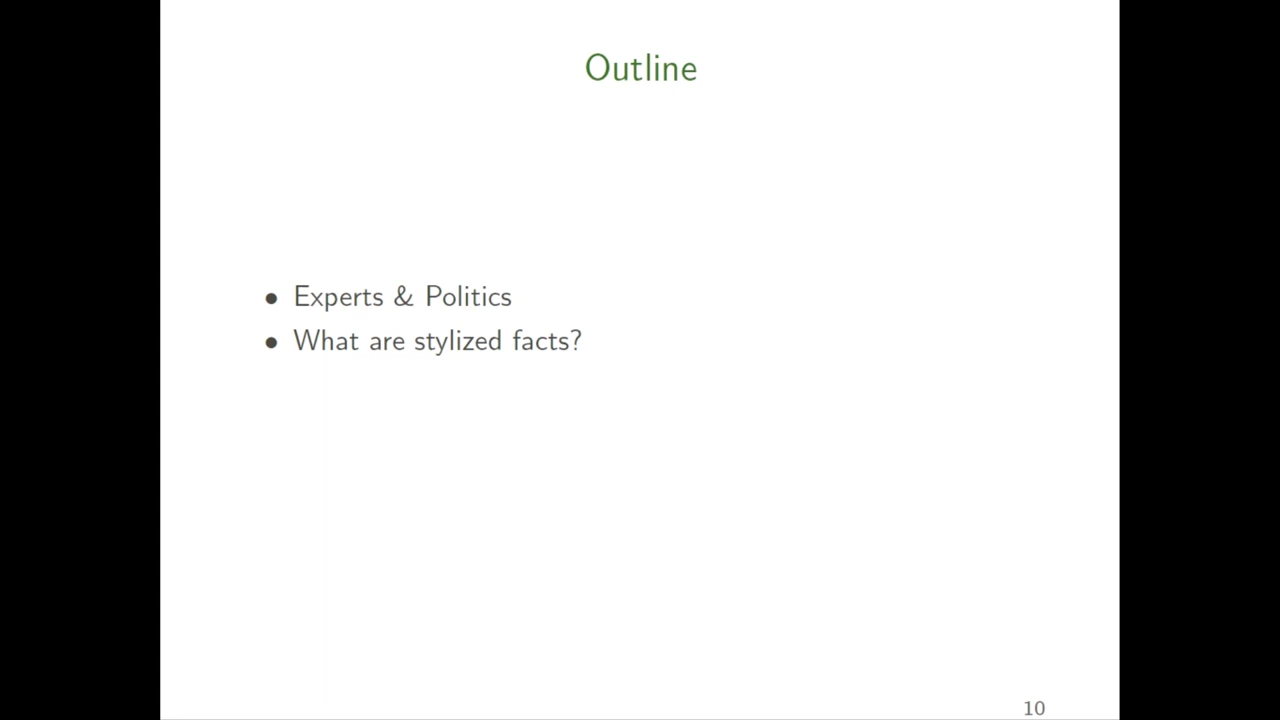 Outline
• Experts & Politics
• What are stylized facts?
10